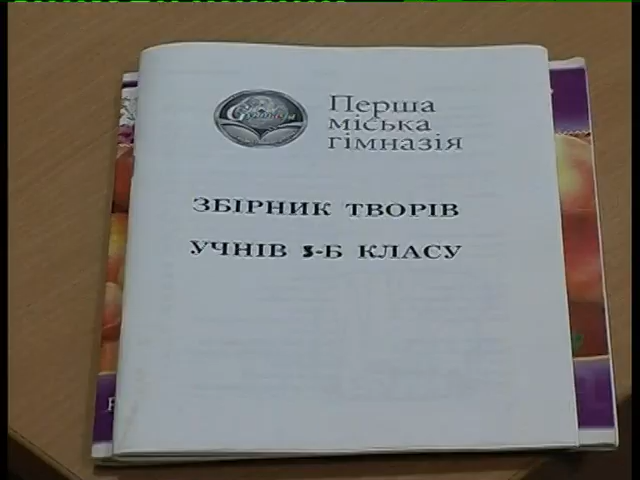 Перша
міська
гімназія
ЗБІРНИК ТВОРІВ
УЧНІВ 5-Б КЛАСУ